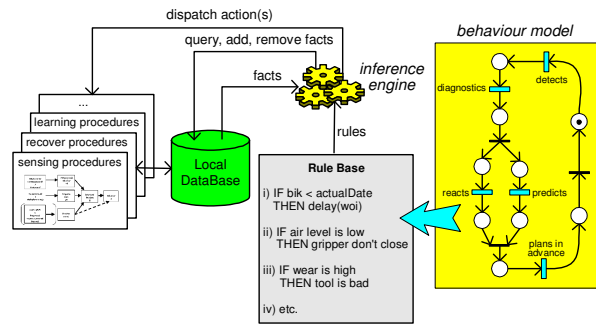 dispatch action(s)
query, add, remove facts
facts
inference
engine
rules
...
learning procedures
recover procedures
sensing procedures
Local
DataBase
Rule Base
i) IF bik < actualDate
THEN delay(woi)
ii) IF air level is low
THEN gripper don't close
iii) IF wear is high
THEN tool is bad
iv) etc.
behaviour model
detects
diagnostics
reacts
predicts
plans in
advance